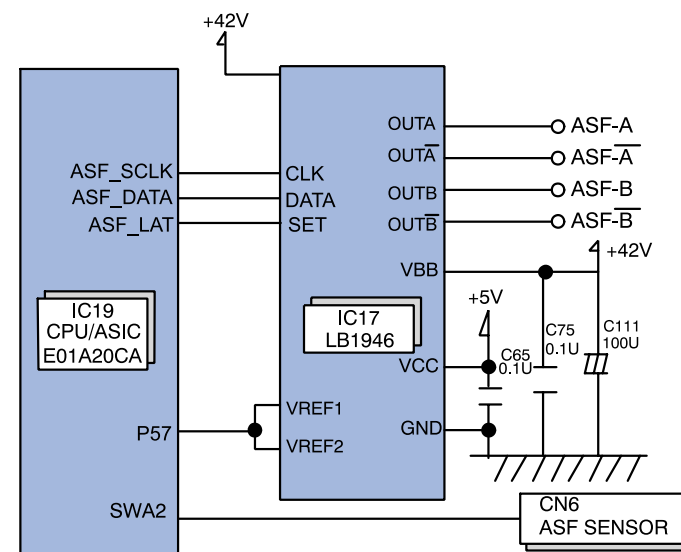 +42V
OUTA
ASF-A
OUTA̅
ASF-A̅
ASF_SCLK
CLK
ASF_DATA
DATA
OUTB
ASF-B
ASF_LAT
SET
OUTB̅
ASF-B̅
+42V
VBB
+5V
IC19
CPU/ASIC
E01A20CA
IC17
LB1946
C75
0.1U
C111
100U
C65
0.1U
VCC
VREF1
P57
GND
VREF2
SWA2
CN6
ASF SENSOR